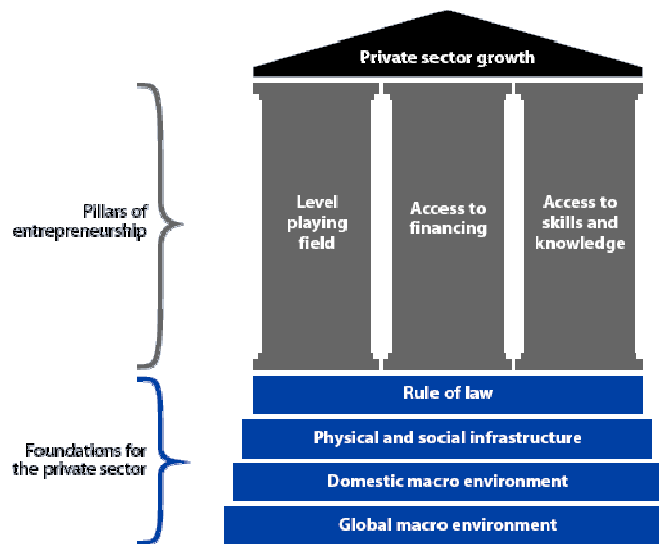 Private sector growth
Pillars of
entrepreneurship
Level
playing
field
Access to
financing
Access to
skills and
knowledge
Foundations for
the private sector
Rule of law
Physical and social infrastructure
Domestic macro environment
Global macro environment